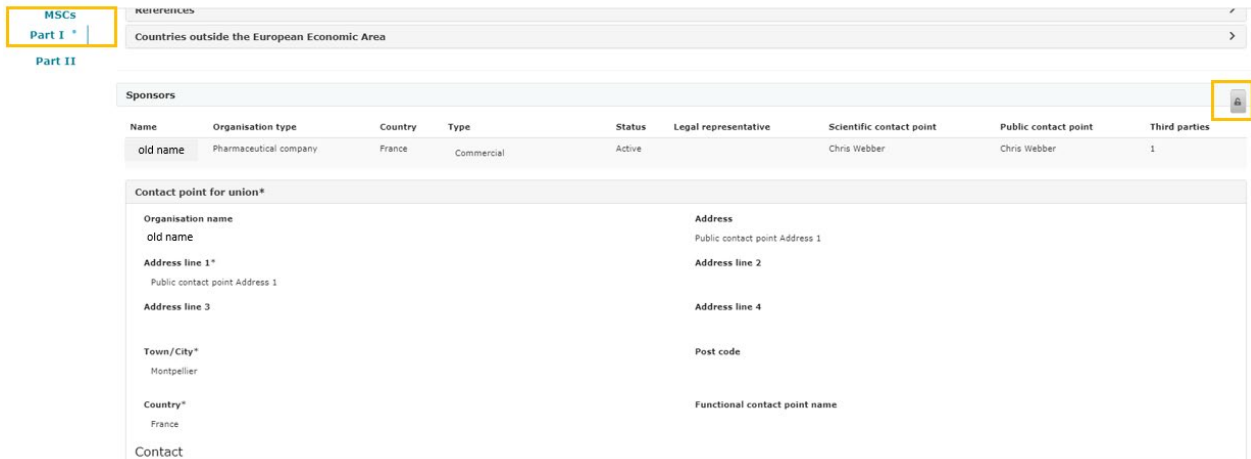 MSCs
Part I *
Part II
References
Countries outside the European Economic Area
Sponsors
Name Organisation type Country Type Status Legal representative Scientific contact point Public contact point Third parties
old name Pharmaceutical company France Commercial Active Chris Webber Chris Webber 1
Contact point for union*
Organisation name Address
old name Public contact point Address 1
Address line 1* Address line 2
Public contact point Address 1
Address line 3 Address line 4
Town/City* Post code
Montpellier
Country* Functional contact point name
France
Contact